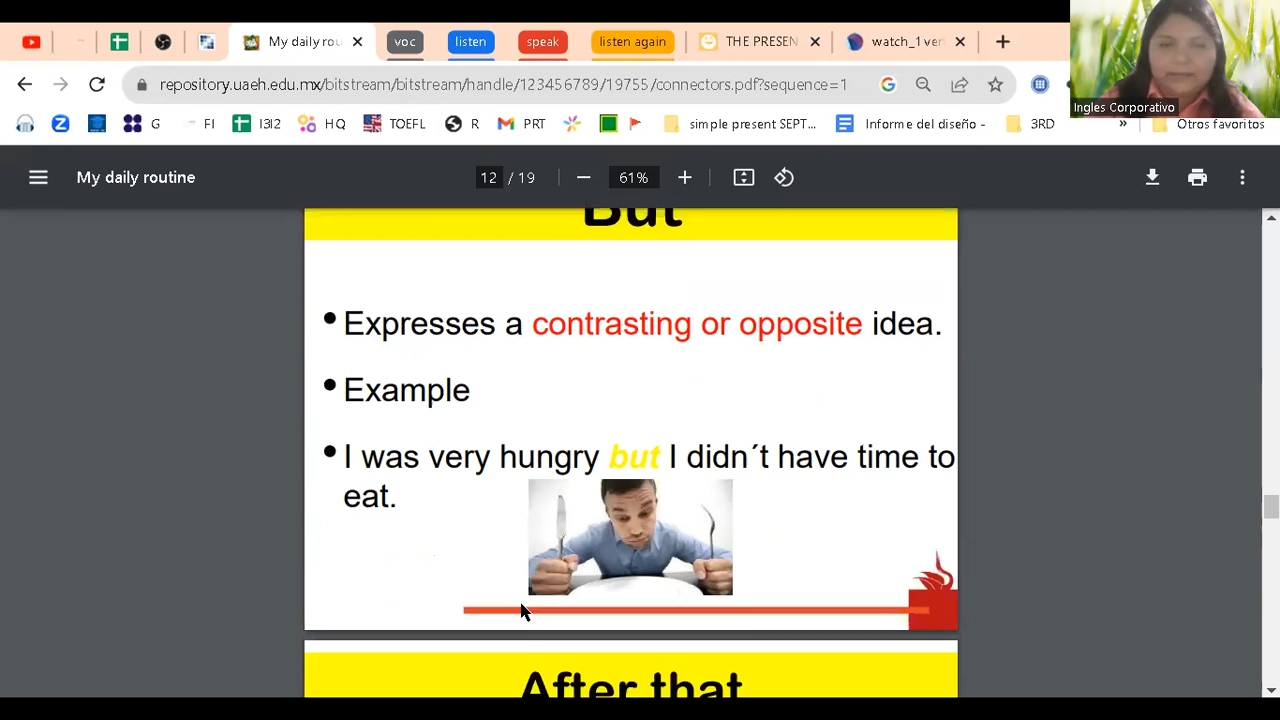 My daily rou
voc
listen
speak
listen again
THE PRESEN
watch_1 ver
repository.uaeh.edu.mx/bitstream/bitstream/handle/123456789/19755/connectors.pdf?sequence=1
Ingles Corporativo
G
FI
I3I2
HQ
TOEFL
R
PRT
simple present SEPT...
Informe del diseño -
3RD
»
Otros favoritos
My daily routine
12 / 19
61%
But
• Expresses a contrasting or opposite idea.
• Example
• I was very hungry but I didn´t have time to
eat.
After that